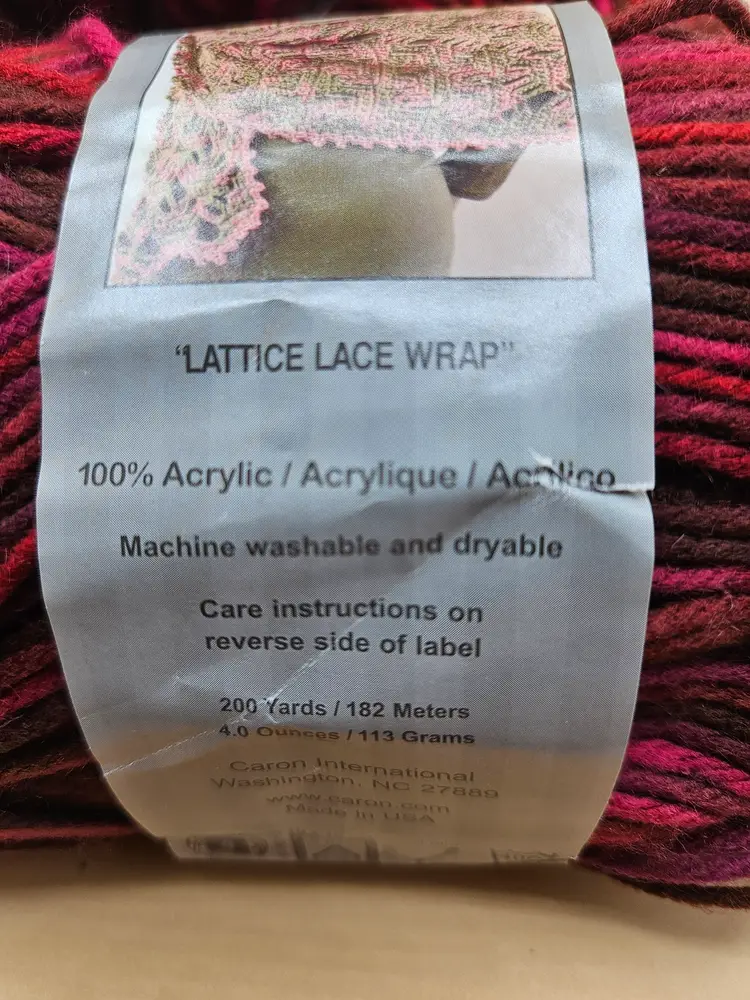 "LATTICE LACE WRAP"
100% Acrylic / Acrylique / Acrílico
Machine washable and dryable
Care instructions on
reverse side of label
200 Yards / 182 Meters
4.0 Ounces / 113 Grams
Caron International
Washington, NC 27889
www.caron.com
Made in USA